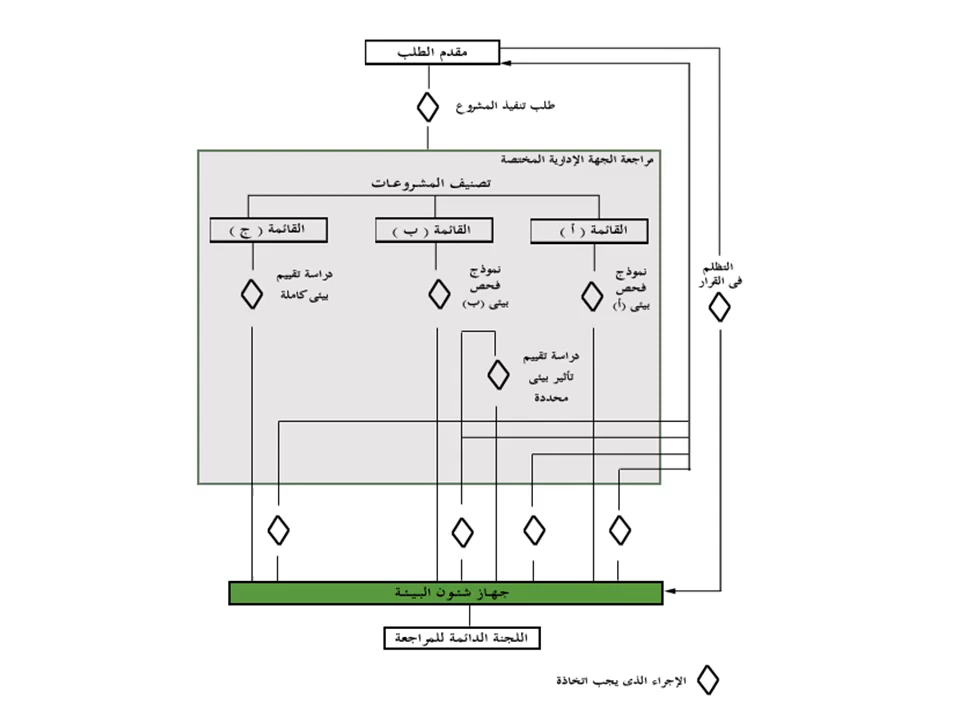 مقدم الطلب
طلب تنفيذ المشروع
مراجعة الجهة الإدارية المختصة
تصنيف المشروعات
القائمة ( أ )
القائمة ( ب )
القائمة ( ج )
نموذج
فحص
بيئى (أ)
نموذج
فحص
بيئى (ب)
دراسة تقييم
بيئى كاملة
التظلم
فى القرار
دراسة تقييم
تأثير بيئى
محددة
جهاز شئون البيئة
اللجنة الدائمة للمراجعة
الإجراء الذى يجب اتخاذة